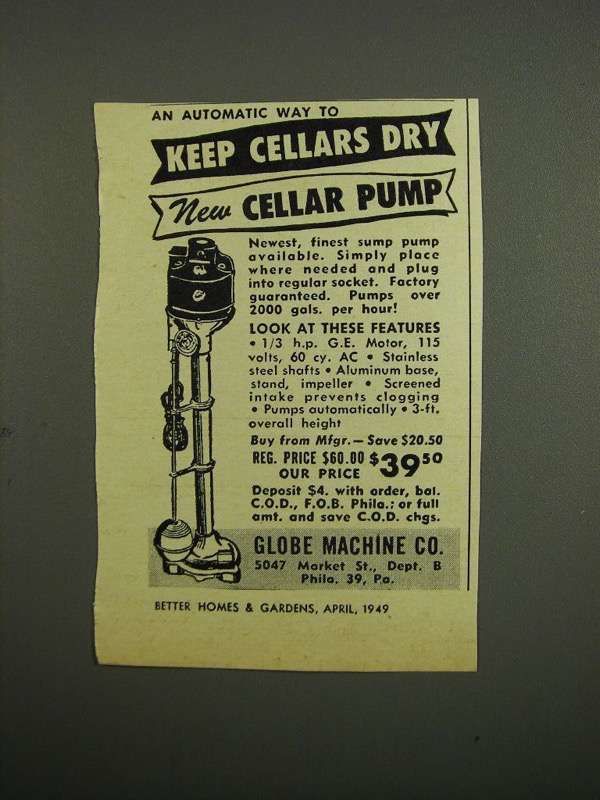 AN AUTOMATIC WAY TO
KEEP CELLARS DRY
New CELLAR PUMP
Newest, finest sump pump
available. Simply place
where needed and plug
into regular socket. Factory
guaranteed. Pumps over
2000 gals. per hour!
LOOK AT THESE FEATURES
• 1/3 h.p. G.E. Motor, 115
volts, 60 cy. AC • Stainless
steel shafts • Aluminum base,
stand, impeller • Screened
intake prevents clogging
• Pumps automatically • 3-ft.
overall height
Buy from Mfgr.—Save $20.50
REG. PRICE $60.00
OUR PRICE $39.50
Deposit $4. with order, bal.
C.O.D., F.O.B. Phila.; or full
amt. and save C.O.D. chgs.
GLOBE MACHINE CO.
5047 Market St., Dept. B
Phila. 39, Pa.
BETTER HOMES & GARDENS, APRIL, 1949